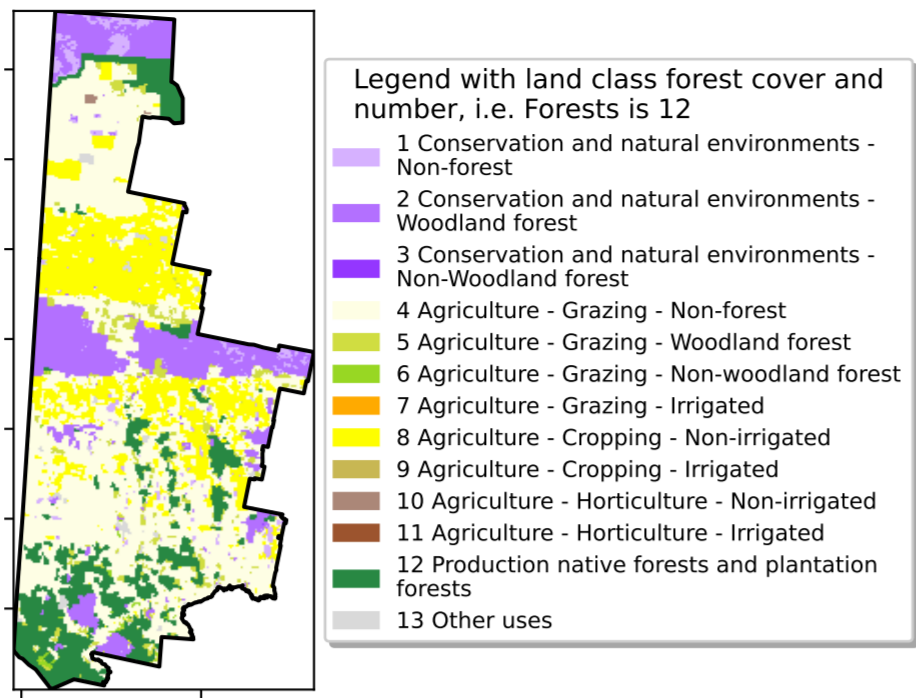 Legend with land class forest cover and
number, i.e. Forests is 12
1 Conservation and natural environments -
Non-forest
2 Conservation and natural environments -
Woodland forest
3 Conservation and natural environments -
Non-Woodland forest
4 Agriculture - Grazing - Non-forest
5 Agriculture - Grazing - Woodland forest
6 Agriculture - Grazing - Non-woodland forest
7 Agriculture - Grazing - Irrigated
8 Agriculture - Cropping - Non-irrigated
9 Agriculture - Cropping - Irrigated
10 Agriculture - Horticulture - Non-irrigated
11 Agriculture - Horticulture - Irrigated
12 Production native forests and plantation
forests
13 Other uses